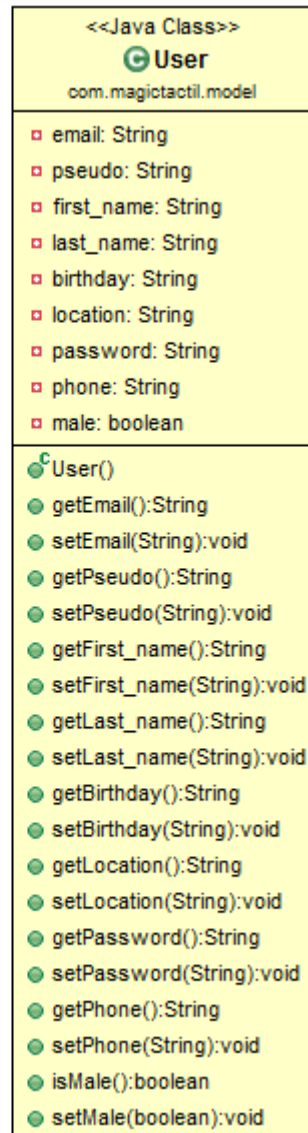 <<Java Class>>
C User
com.magictactil.model
email: String
pseudo: String
first_name: String
last_name: String
birthday: String
location: String
password: String
phone: String
male: boolean
C User()
getEmail():String
setEmail(String):void
getPseudo():String
setPseudo(String):void
getFirst_name():String
setFirst_name(String):void
getLast_name():String
setLast_name(String):void
getBirthday():String
setBirthday(String):void
getLocation():String
setLocation(String):void
getPassword():String
setPassword(String):void
getPhone():String
setPhone(String):void
isMale():boolean
setMale(boolean):void